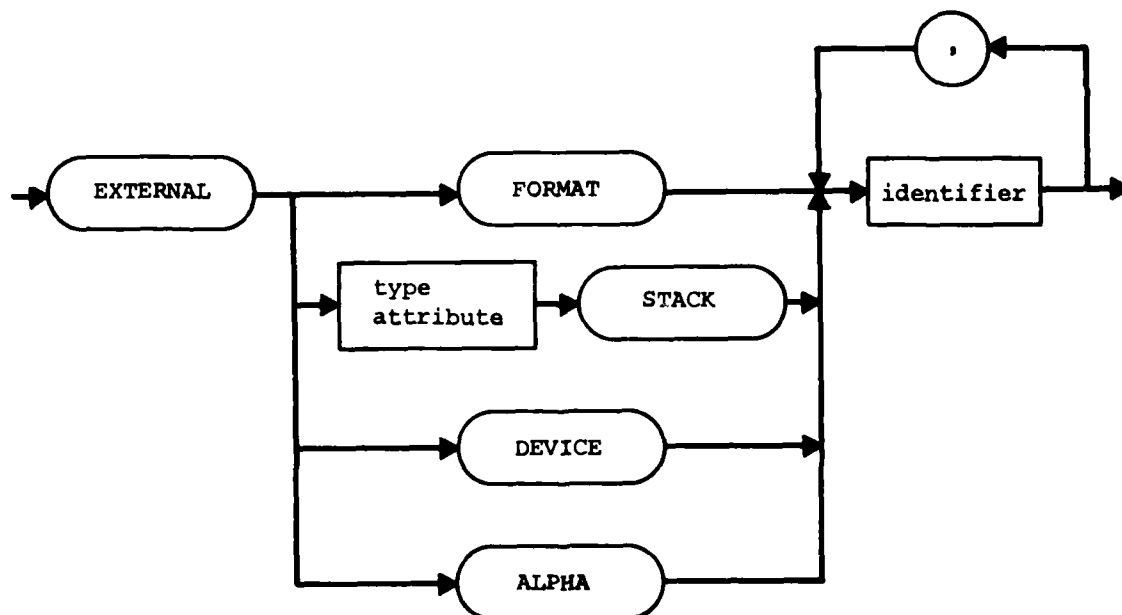 ,
EXTERNAL
FORMAT
identifier
type
attribute
STACK
DEVICE
ALPHA